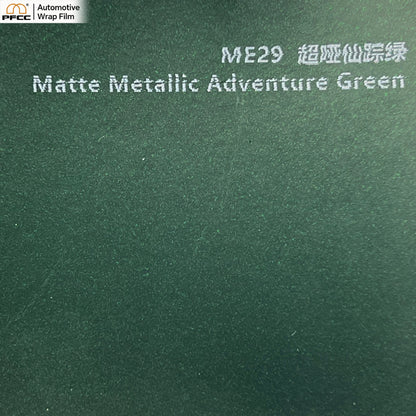 PFCC
Automotive
Wrap Film
ME29 超哑仙踪绿
Matte Metallic Adventure Green